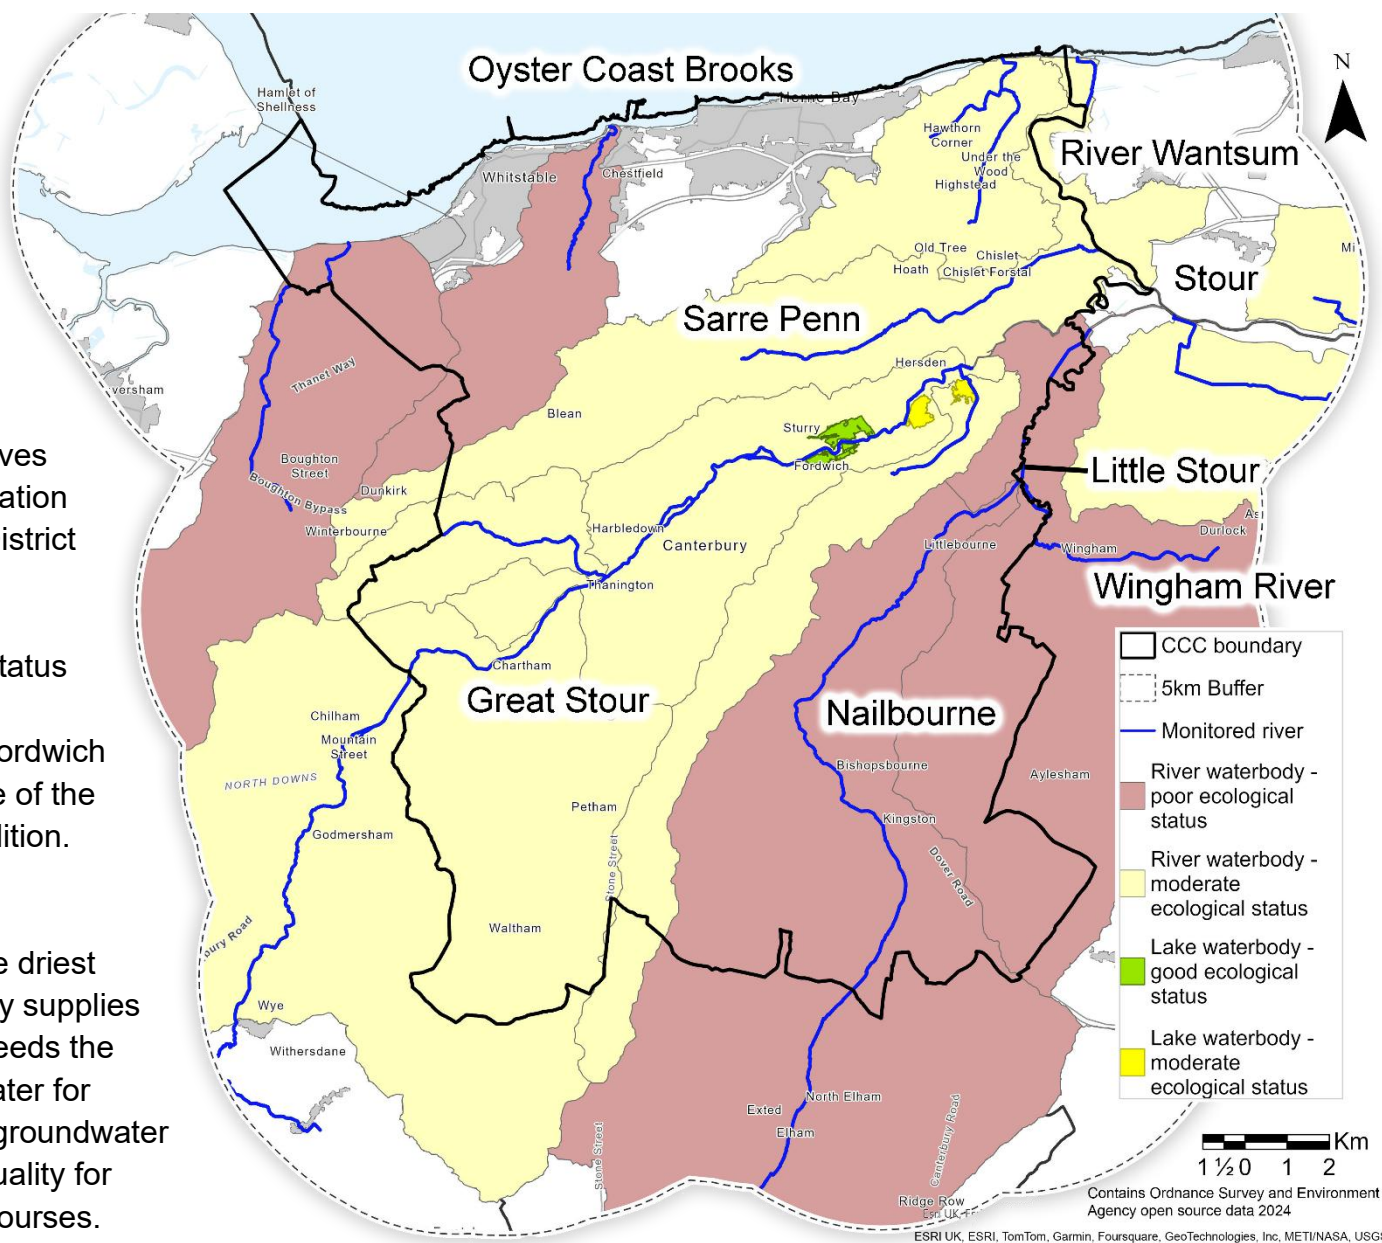 Oyster Coast Brooks
N
Hamlet of
Shellness
Herne Bay
Hawthorn
Corner
River Wantsum
Under the
Wood
Whitstable
Chestfield
Highstead
Old Tree
Chislet
Mi
Hoath
Chislet Forstal
Stour
Sarre Penn
Hersden
Thanet Way
versham
Blean
Sturry
ves
Boughton
Street
Fordwich
Little Stour
ation
Dunkirk
Boughton Bypass
As
istrict
Winterbourne
Harbledown
Canterbury
Littlebourne
Wingham
Durlock
Thanington
Wingham River
tatus
Chartham
CCC boundary
Great Stour
5km Buffer
Chilham
Nailbourne
Monitored river
ordwich
Mountain
Street
Bishopsbourne
Aylesham
River waterbody -
poor ecological
status
NORTH DOWNS
e of the
Petham
Kingston
dition.
Godmersham
River waterbody -
moderate
ecological status
Stone Street
Dover Road
bury Road
Waltham
e driest
Lake waterbody -
good ecological
status
y supplies
Wye
eeds the
Withersdane
Lake waterbody -
moderate
ecological status
ater for
Exted
North Elham
groundwater
Elham
Stone Street
Canterbury Road
uality for
Km
1 ½ 0 1 2
ourses.
Ridge Row
Contains Ordnance Survey and Environment
Agency open source data 2024
ESRI UK, ESRI, TomTom, Garmin, Foursquare, GeoTechnologies, Inc, METI/NASA, USGS